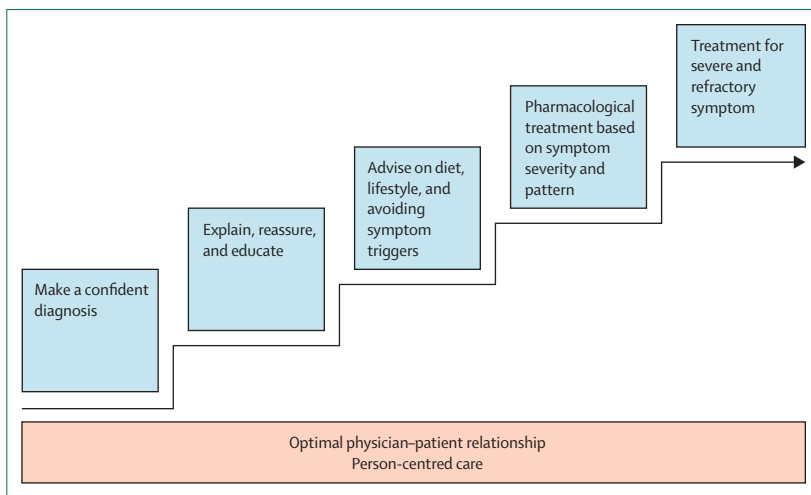 Make a confident
diagnosis
Explain, reassure,
and educate
Advise on diet,
lifestyle, and
avoiding
symptom
triggers
Pharmacological
treatment based
on symptom
severity and
pattern
Treatment for
severe and
refractory
symptom
Optimal physician–patient relationship
Person-centred care